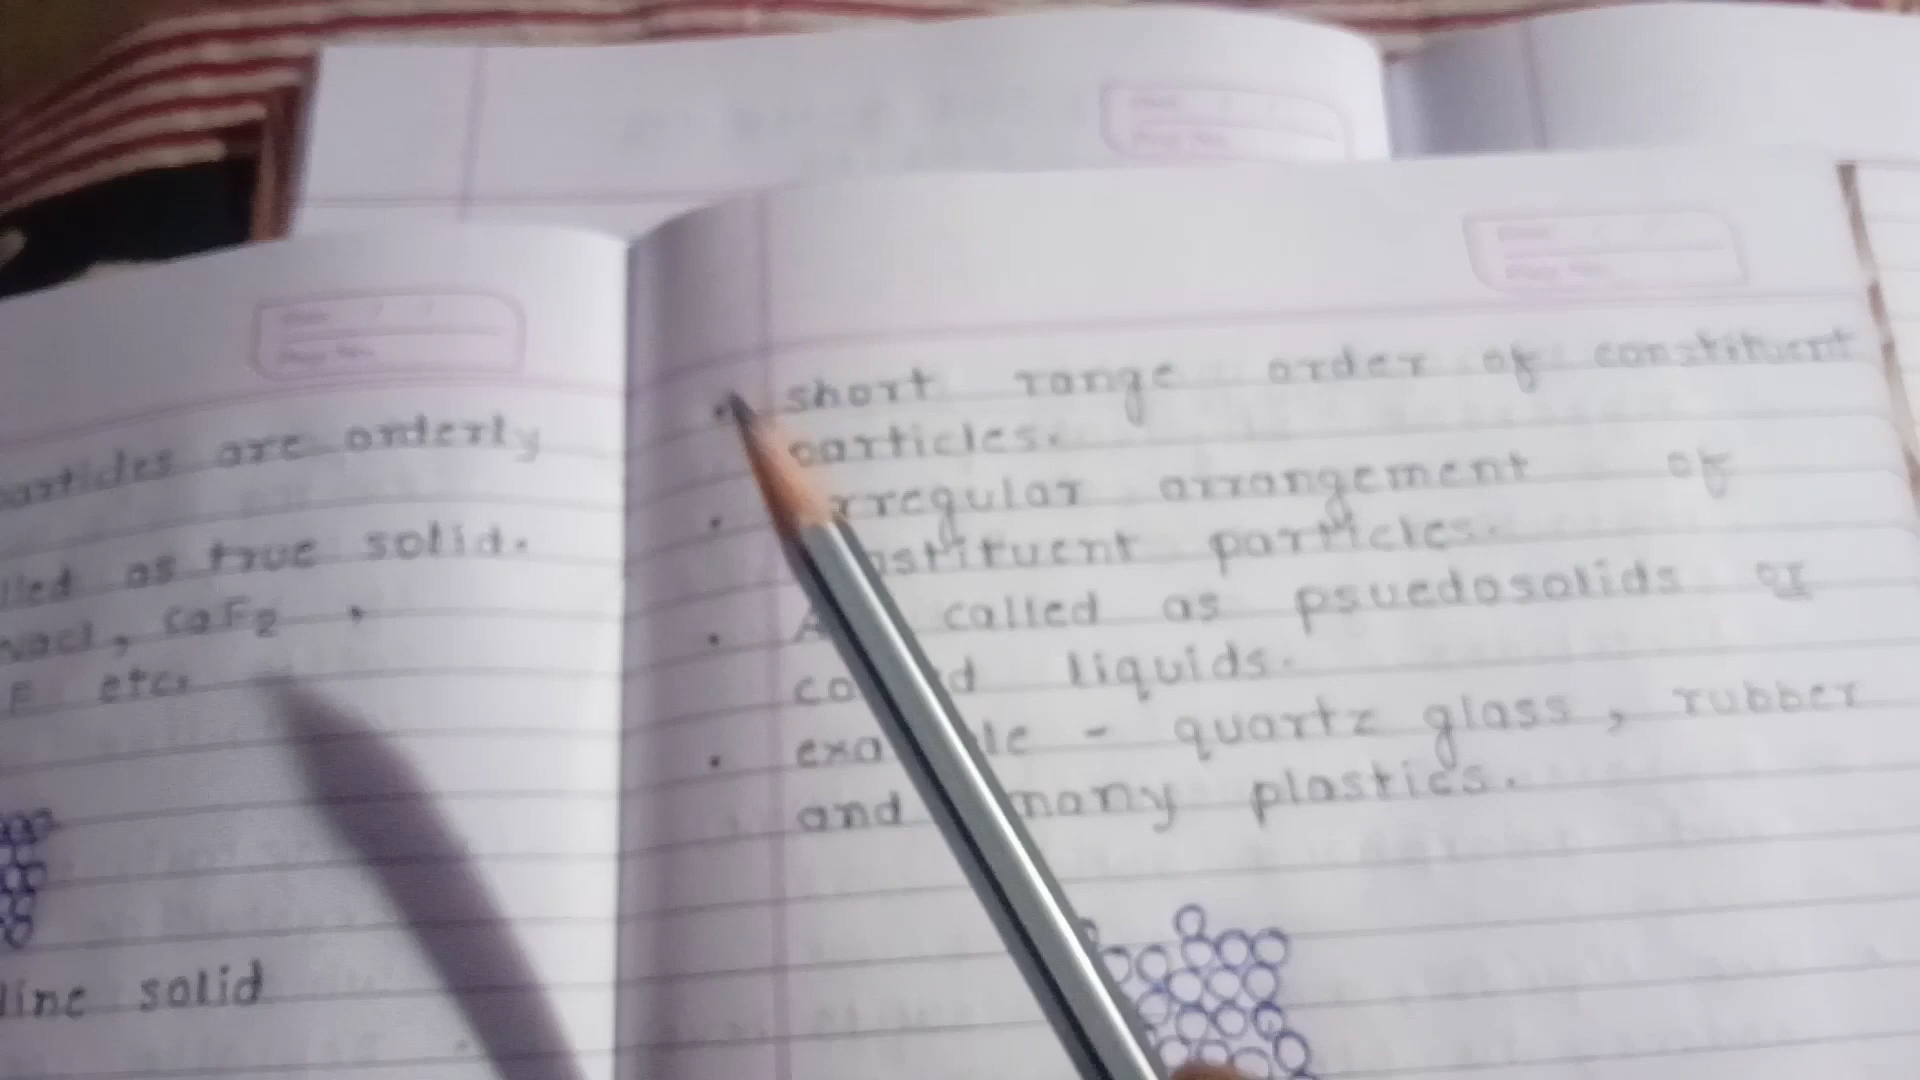 particles are orderly
lled as true solid.
Nacl, CaF2 ,
F etc.
line solid
• short range order of constituent
particles.
• rregular arrangement of
nstituent particles.
• A called as psuedosolids or
co d liquids.
• exa le - quartz glass, rubber
and many plastics.